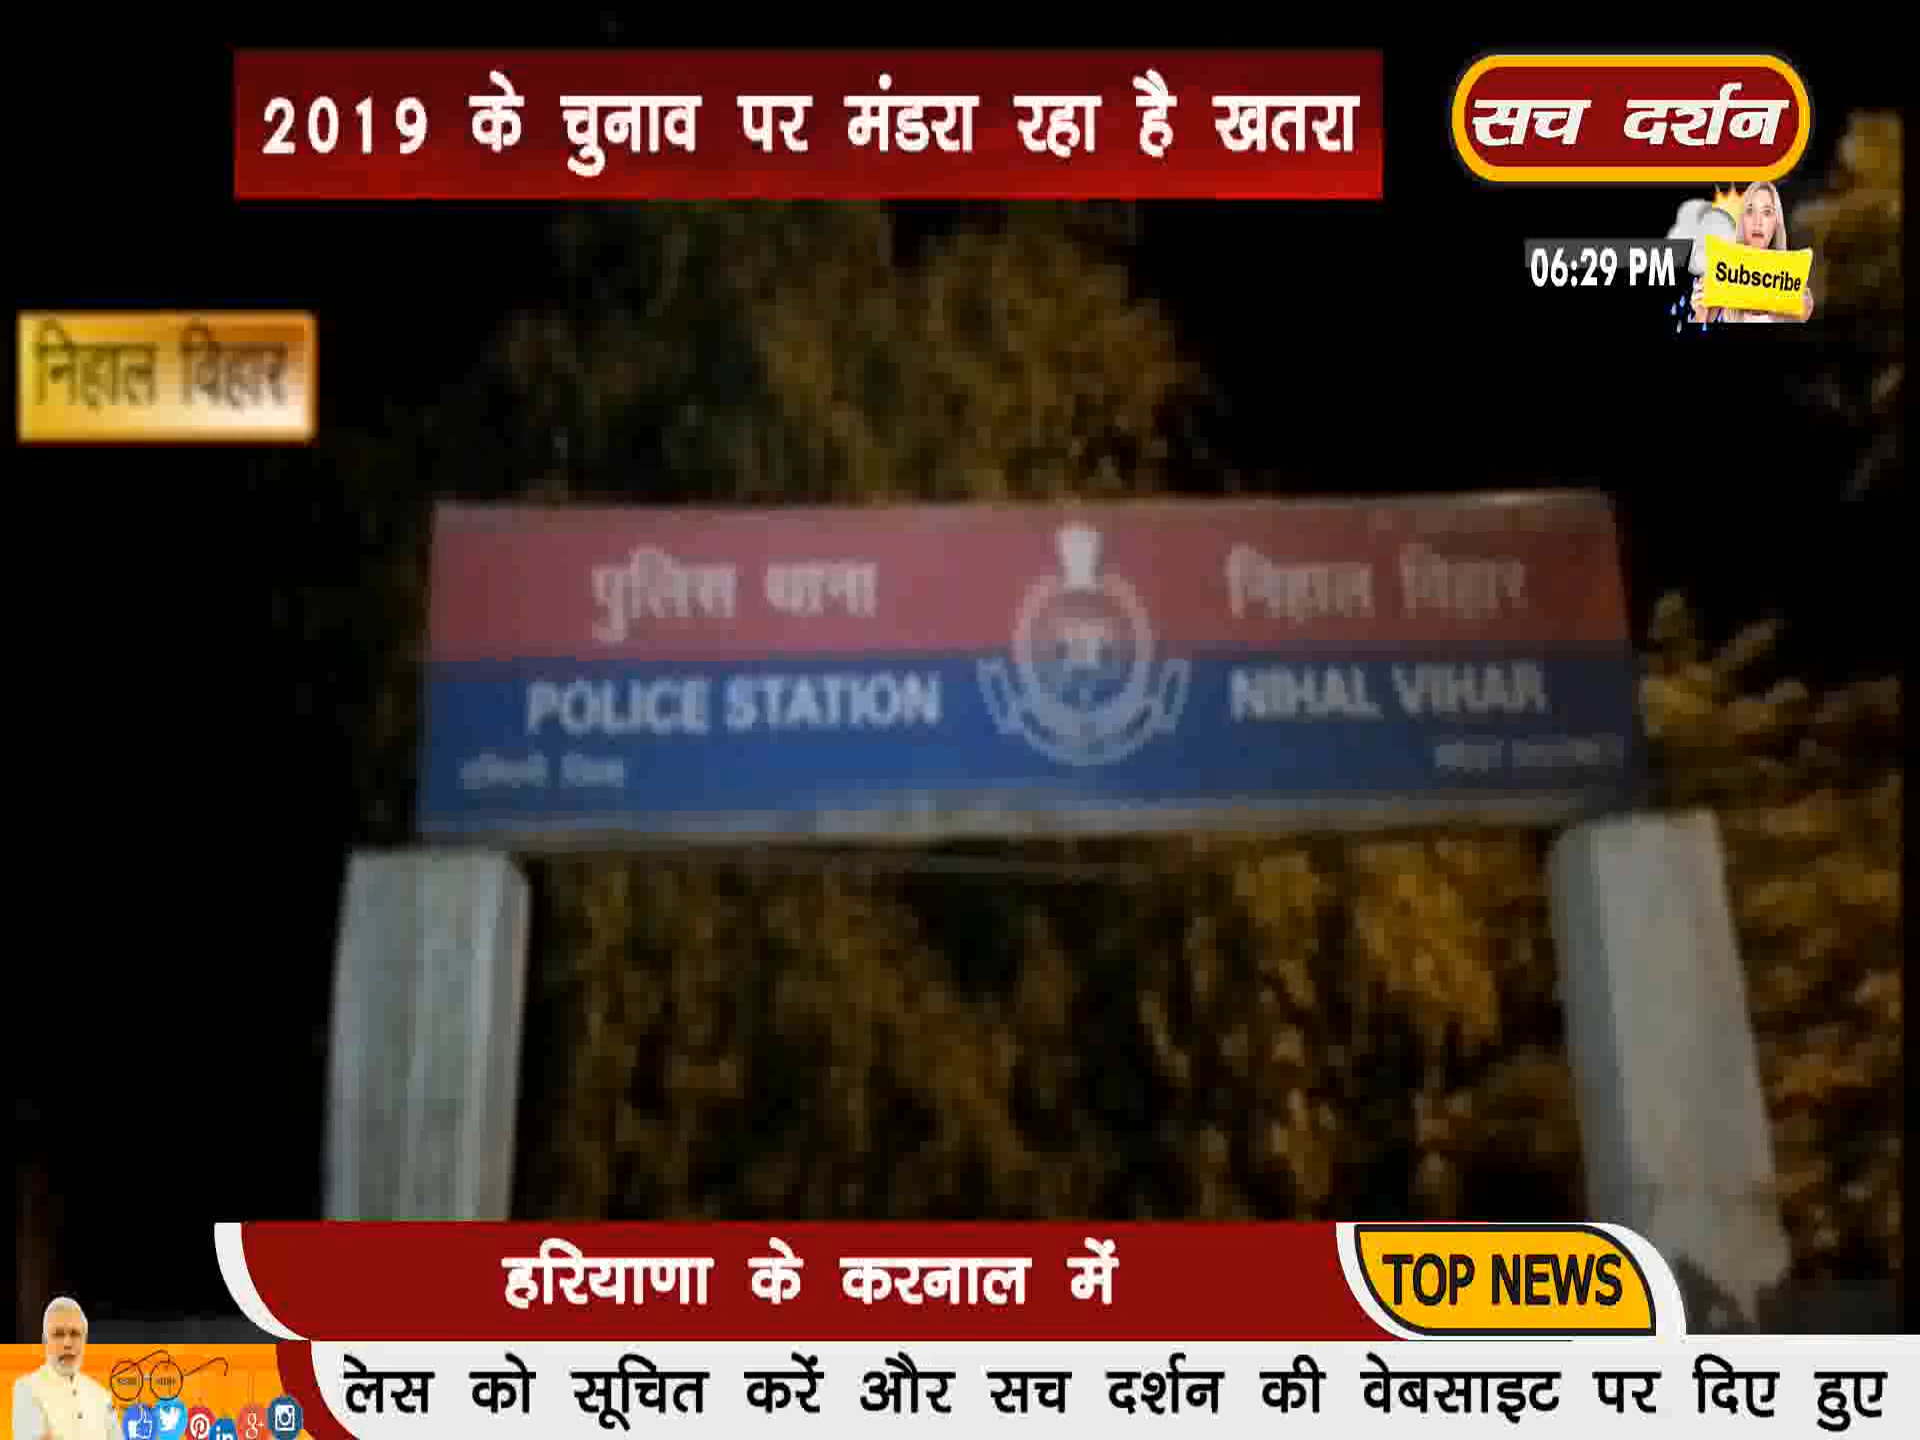 2019 के चुनाव पर मंडरा रहा है खतरा
सच दर्शन
06:29 PM
Subscribe
निहाल विहार
पुलिस थाना निहाल विहार
POLICE STATION NIHAL VIHAR
हरियाणा के करनाल में
TOP NEWS
लिस को सूचित करें और सच दर्शन की वेबसाइट पर दिए हुए